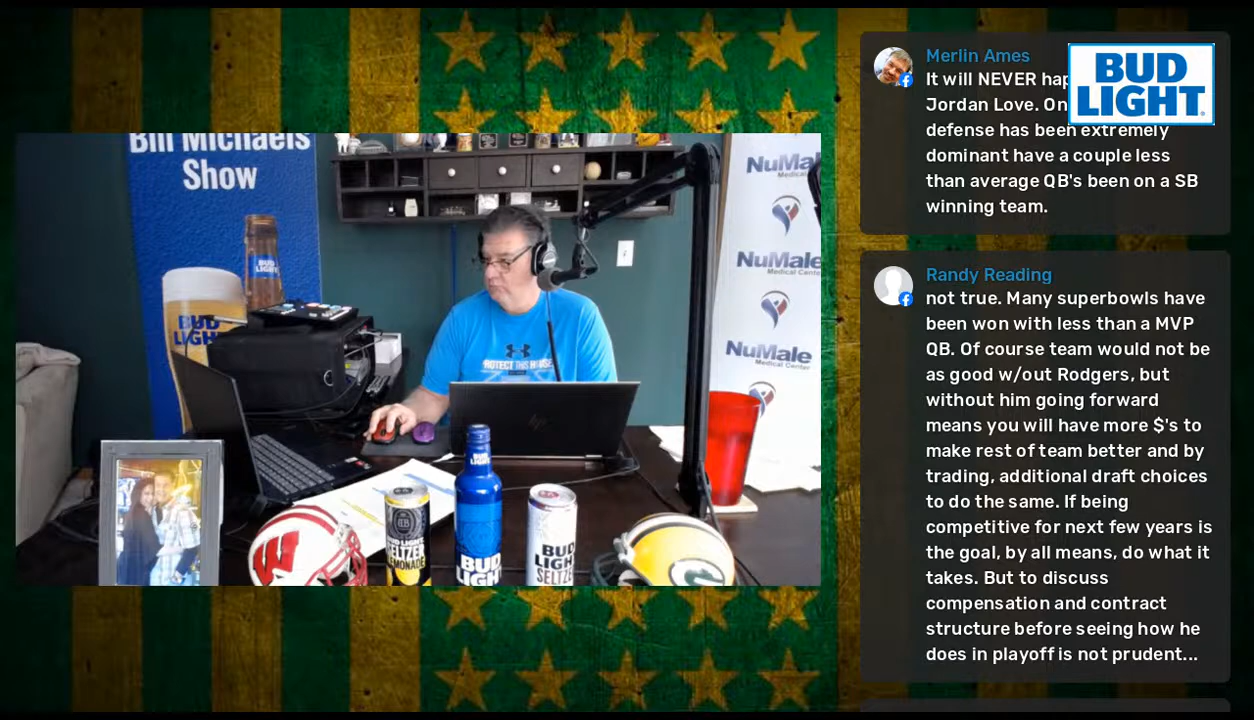 Bill Michaels
Show
BUD
LIGHT
BUD
LIGHT
NuMale
Medical
NuMale
Medical Center
NuMale
Medical Center
PROTECT THIS HOUSE
hp
W
BUD LIGHT
SELTZER
LEMONADE
BUD
LIGHT
BUD
LIGHT
BUD
LIGHT
SELTZE
G
Merlin Ames
It will NEVER hap
Jordan Love. On
defense has been extremely
dominant have a couple less
than average QB's been on a SB
winning team.
BUD
LIGHT.
Randy Reading
not true. Many superbowls have
been won with less than a MVP
QB. Of course team would not be
as good w/out Rodgers, but
without him going forward
means you will have more $'s to
make rest of team better and by
trading, additional draft choices
to do the same. If being
competitive for next few years is
the goal, by all means, do what it
takes. But to discuss
compensation and contract
structure before seeing how he
does in playoff is not prudent...